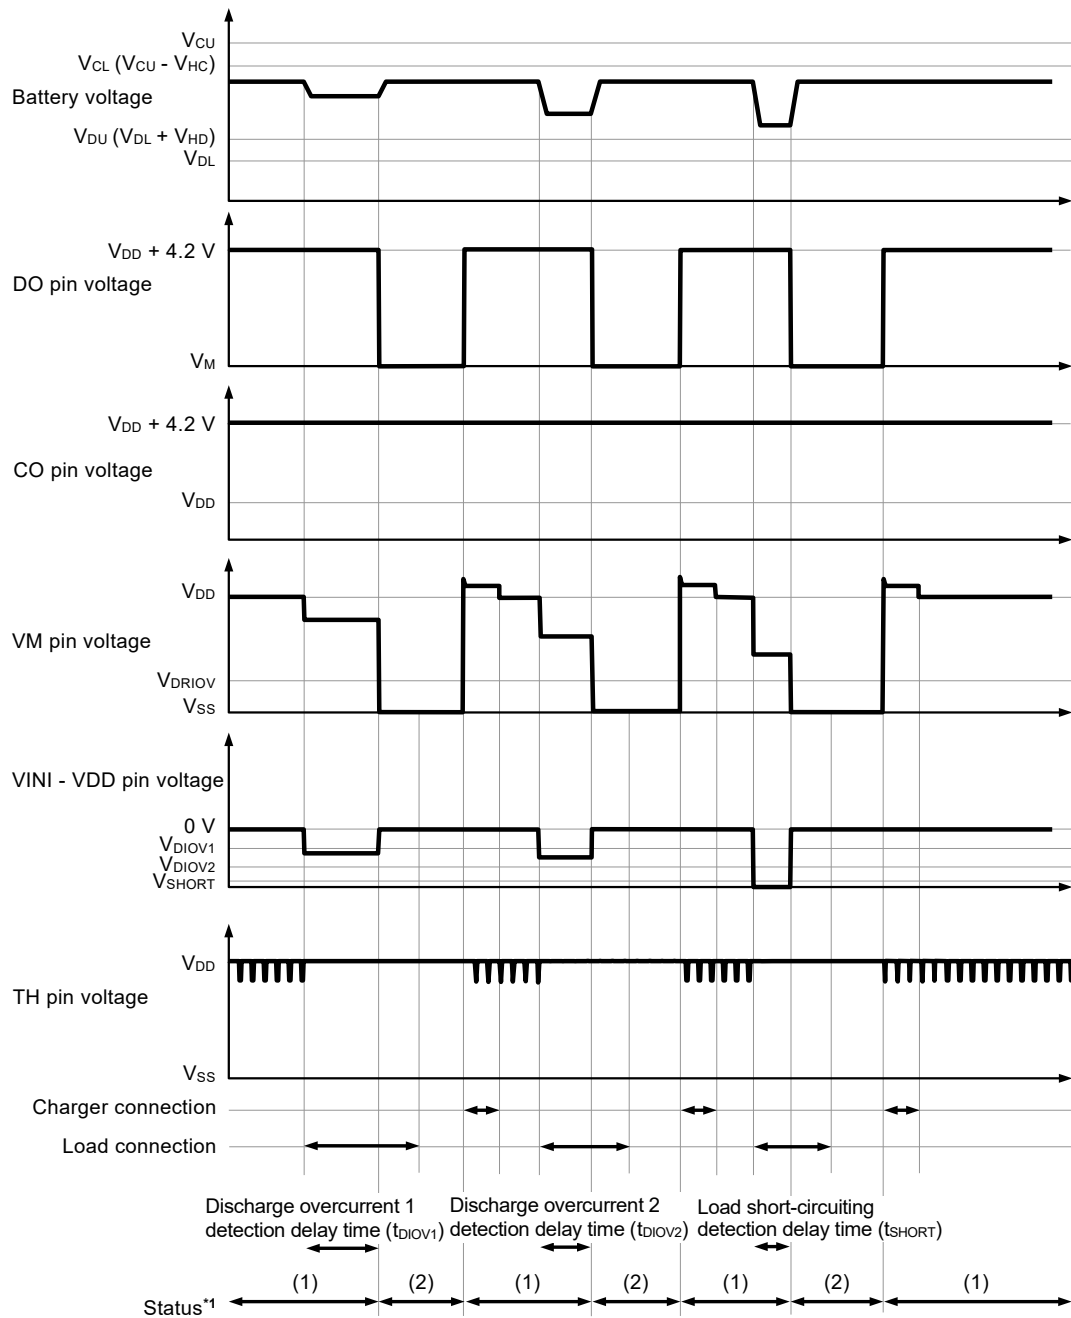 VCU
VCL (VCU - VHC)
Battery voltage
VDU (VDL + VHD)
VDL
VDD + 4.2 V
DO pin voltage
VM
VDD + 4.2 V
CO pin voltage
VDD
VDD
VM pin voltage
VDRIOV
VSS
VINI - VDD pin voltage
0 V
VDIOV1
VDIOV2
VSHORT
VDD
TH pin voltage
VSS
Charger connection
Load connection
Discharge overcurrent 1
detection delay time (tDIOV1)
Discharge overcurrent 2
detection delay time (tDIOV2)
Load short-circuiting
detection delay time (tSHORT)
(1) (2) (1) (2) (1) (2) (1)
Status*1